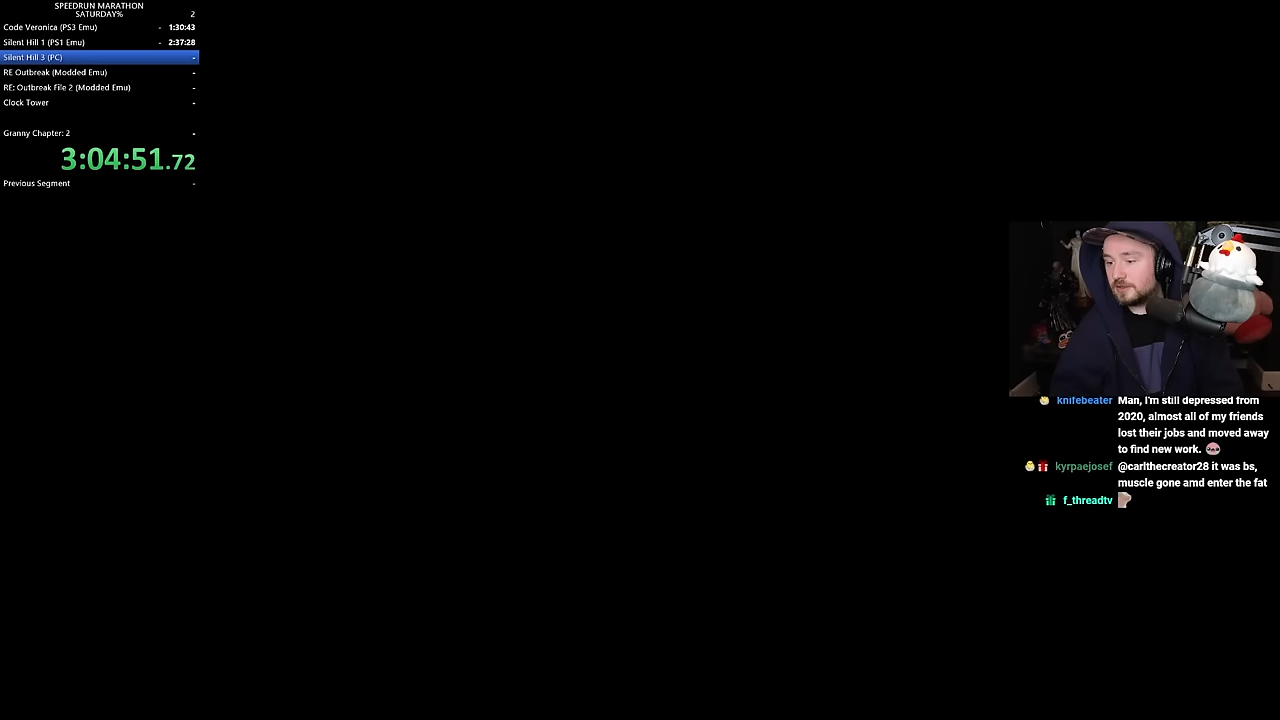 SPEEDRUN MARATHON
SATURDAY% 2
Code Veronica (PS3 Emu) - 1:30:43
Silent Hill 1 (PS1 Emu) - 2:37:28
Silent Hill 3 (PC) -
RE Outbreak (Modded Emu) -
RE: Outbreak File 2 (Modded Emu) -
Clock Tower -
Granny Chapter: 2 -
3:04:51.72
Previous Segment -
knifebeater Man, I'm still depressed from
2020, almost all of my friends
lost their jobs and moved away
to find new work.
kyrpaejosef @carlthecreator28 it was bs,
muscle gone amd enter the fat
f_threadtv